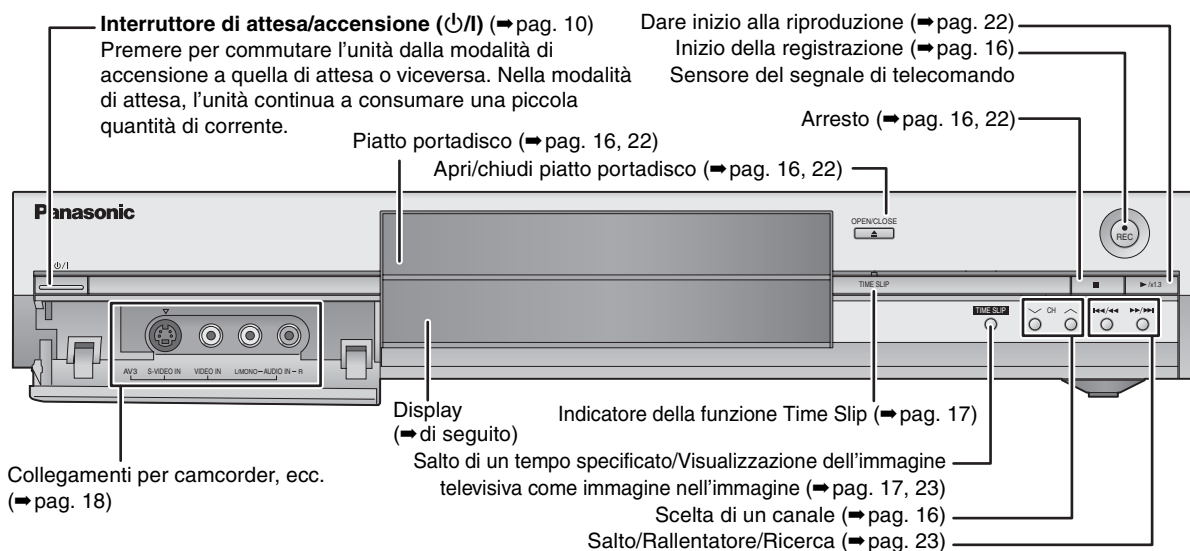 Interruttore di attesa/accensione (⏻/I) (➡pag. 10)
Premere per commutare l'unità dalla modalità di
accensione a quella di attesa o viceversa. Nella modalità
di attesa, l'unità continua a consumare una piccola
quantità di corrente.
Dare inizio alla riproduzione (➡pag. 22)
Inizio della registrazione (➡pag. 16)
Sensore del segnale di telecomando
Arresto (➡pag. 16, 22)
Piatto portadisco (➡pag. 16, 22)
Apri/chiudi piatto portadisco (➡pag. 16, 22)
Panasonic
OPEN/CLOSE
REC
⏻/I
TIME SLIP
►/x1.3
TIME SLIP
CH
I◄◄/◄◄ ►►/►►I
AV3 S-VIDEO IN VIDEO IN L/MONO–AUDIO IN–R
Display
(➡di seguito)
Indicatore della funzione Time Slip (➡pag. 17)
Salto di un tempo specificato/Visualizzazione dell'immagine
televisiva come immagine nell'immagine (➡pag. 17, 23)
Collegamenti per camcorder, ecc.
(➡pag. 18)
Scelta di un canale (➡pag. 16)
Salto/Rallentatore/Ricerca (➡pag. 23)